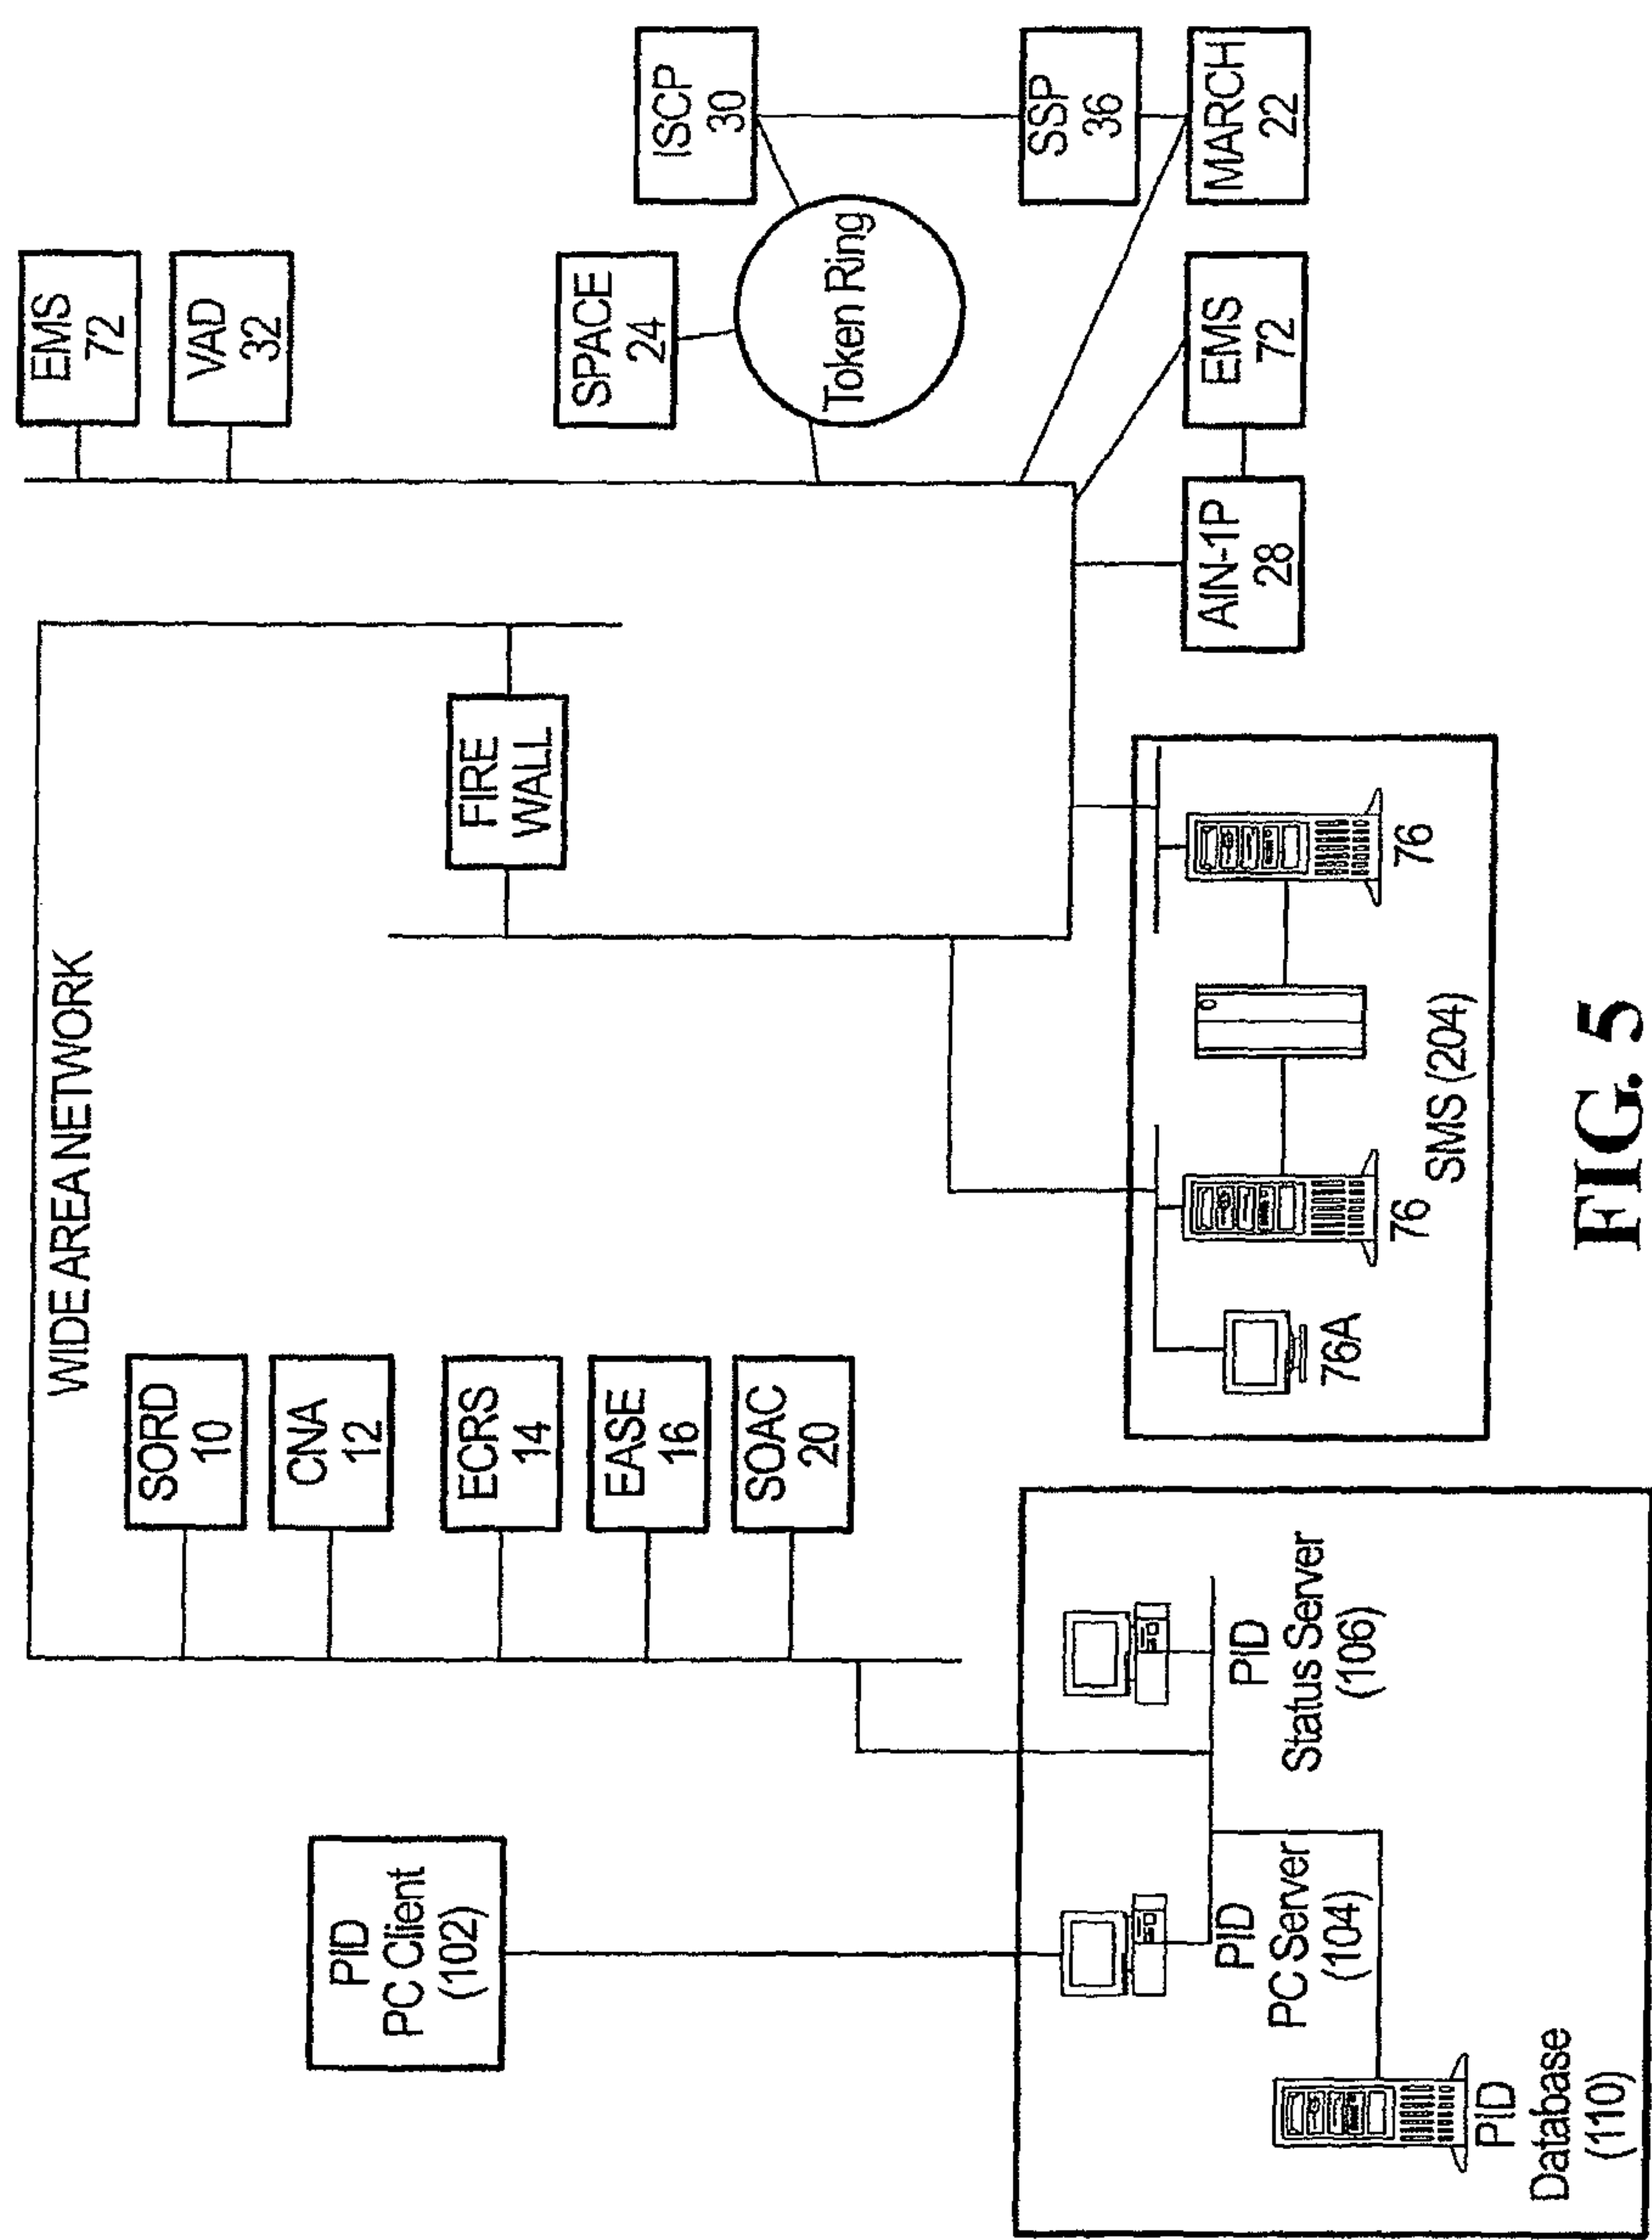 WIDE AREA NETWORK
SORD
10
CNA
12
ECRS
14
EASE
16
SOAC
20
FIRE
WALL
EMS
72
VAD
32
SPACE
24
Token Ring
ISCP
30
SSP
36
MARCH
22
EMS
72
AIN-1P
28
PID
PC Client
(102)
PID
PC Server
(104)
PID
Status Server
(106)
PID
Database
(110)
76A
76
76
SMS (204)
FIG. 5